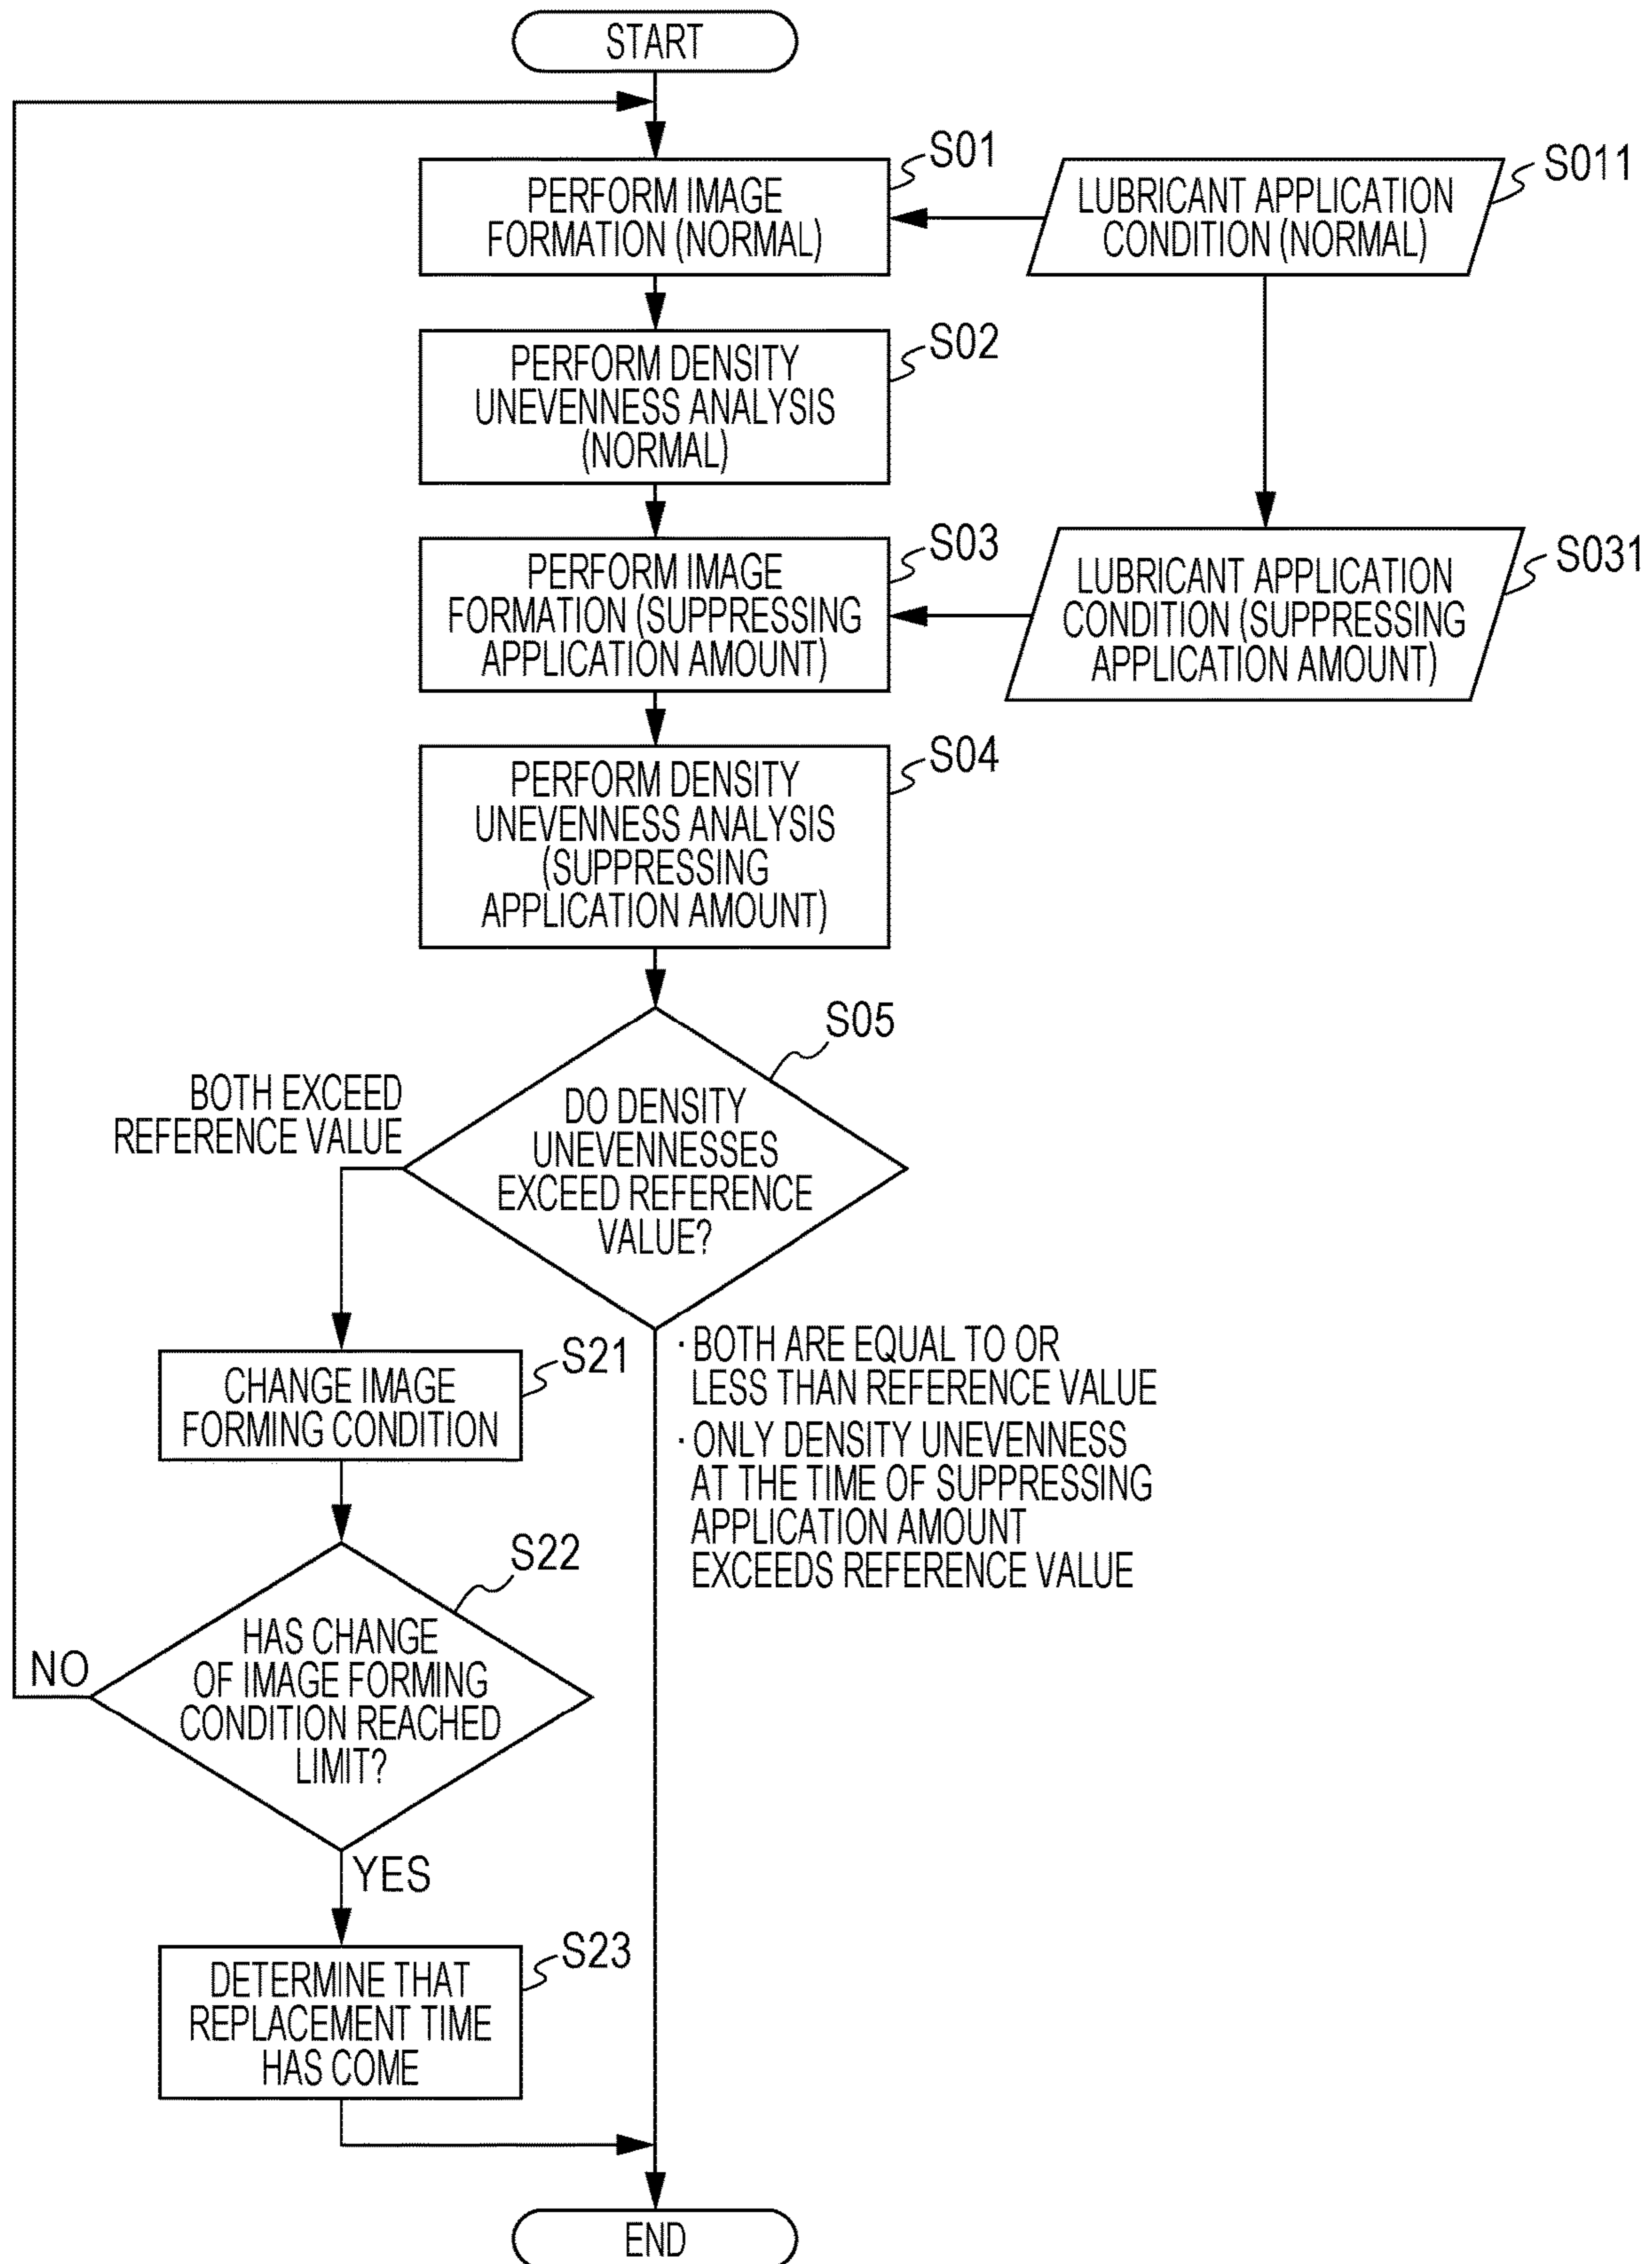 START
S01
PERFORM IMAGE
FORMATION (NORMAL)
S011
LUBRICANT APPLICATION
CONDITION (NORMAL)
S02
PERFORM DENSITY
UNEVENNESS ANALYSIS
(NORMAL)
S03
PERFORM IMAGE
FORMATION (SUPPRESSING
APPLICATION AMOUNT)
S031
LUBRICANT APPLICATION
CONDITION (SUPPRESSING
APPLICATION AMOUNT)
S04
PERFORM DENSITY
UNEVENNESS ANALYSIS
(SUPPRESSING
APPLICATION AMOUNT)
S05
DO DENSITY
UNEVENNESSES
EXCEED REFERENCE
VALUE?
BOTH EXCEED
REFERENCE VALUE
· BOTH ARE EQUAL TO OR
LESS THAN REFERENCE VALUE
· ONLY DENSITY UNEVENNESS
AT THE TIME OF SUPPRESSING
APPLICATION AMOUNT
EXCEEDS REFERENCE VALUE
S21
CHANGE IMAGE
FORMING CONDITION
S22
HAS CHANGE
OF IMAGE FORMING
CONDITION REACHED
LIMIT?
NO
YES
S23
DETERMINE THAT
REPLACEMENT TIME
HAS COME
END